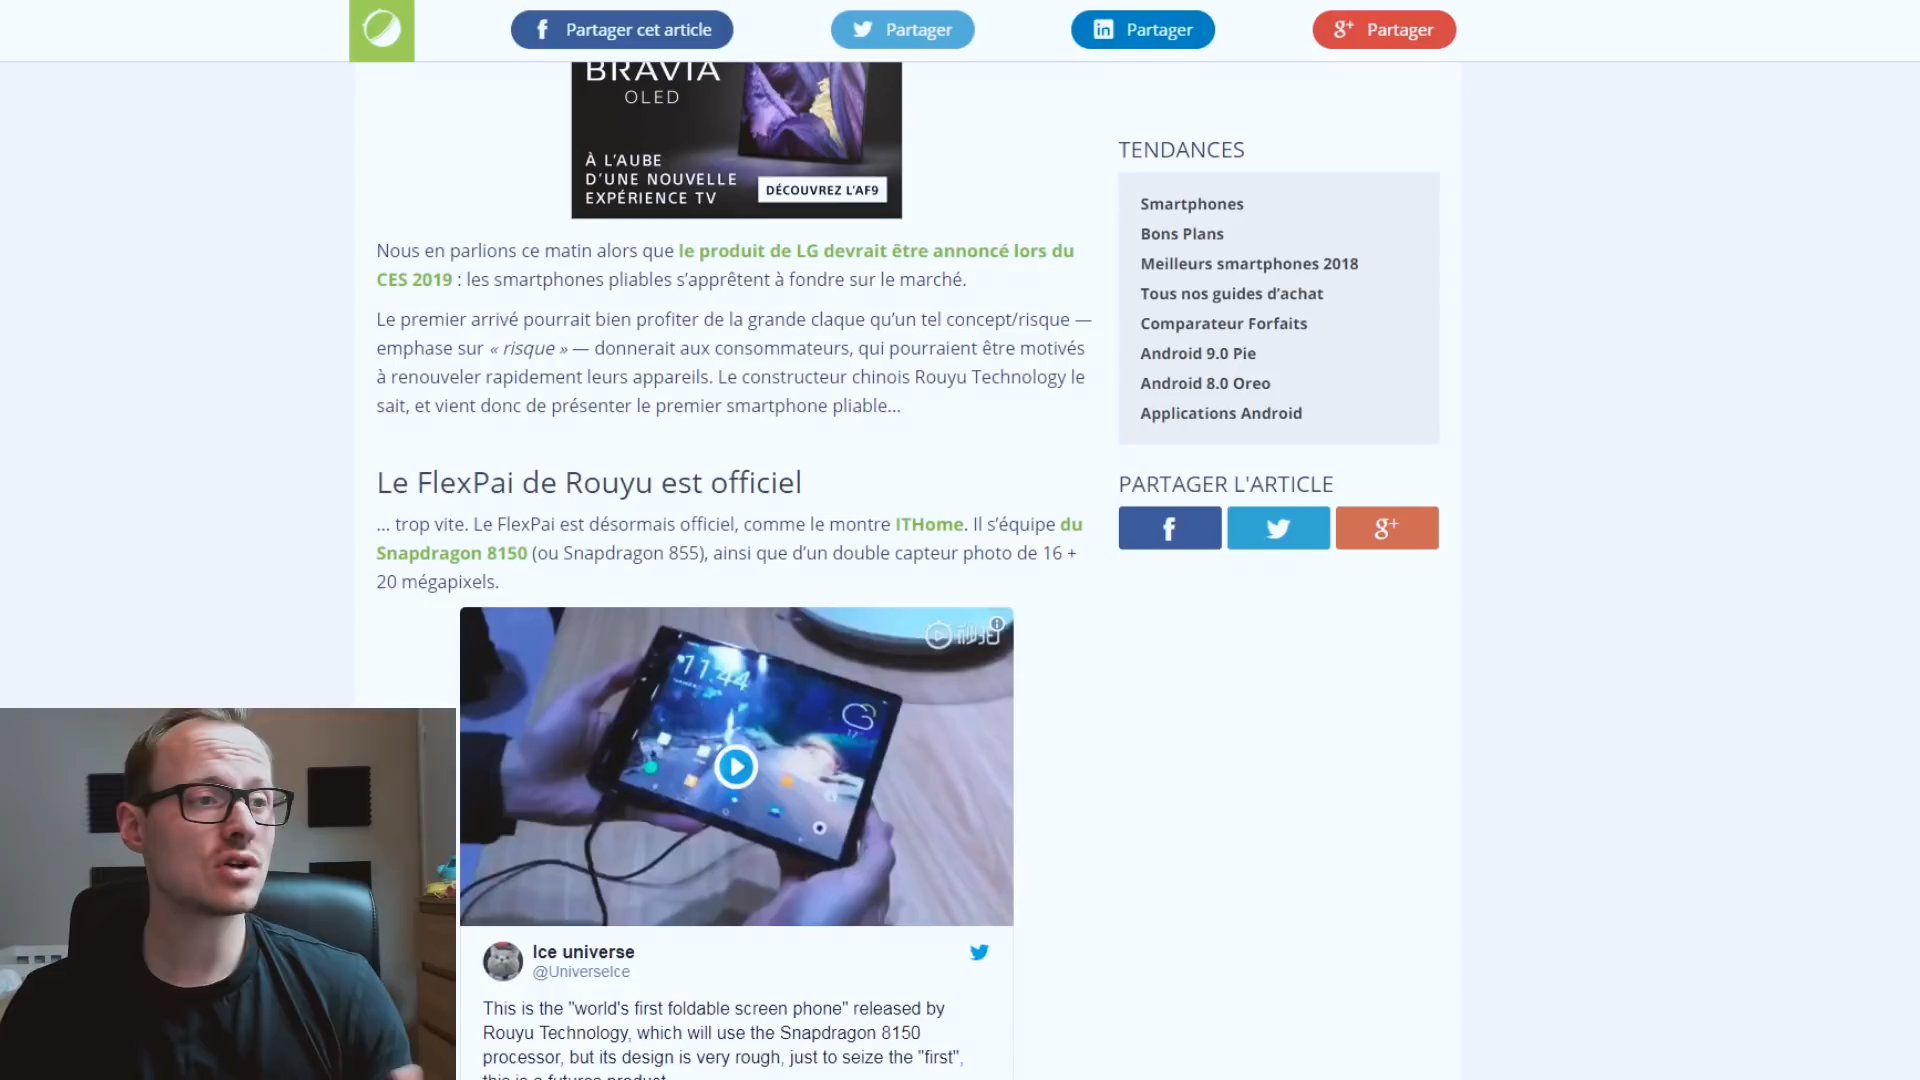 Partager cet article
Partager
Partager
g+ Partager
BRAVIA
OLED
À L'AUBE
D'UNE NOUVELLE
EXPÉRIENCE TV
DÉCOUVREZ L'AF9
Nous en parlions ce matin alors que le produit de LG devrait être annoncé lors du
CES 2019 : les smartphones pliables s'apprêtent à fondre sur le marché.
Le premier arrivé pourrait bien profiter de la grande claque qu'un tel concept/risque —
emphase sur « risque » — donnerait aux consommateurs, qui pourraient être motivés
à renouveler rapidement leurs appareils. Le constructeur chinois Rouyu Technology le
sait, et vient donc de présenter le premier smartphone pliable...
Le FlexPai de Rouyu est officiel
... trop vite. Le FlexPai est désormais officiel, comme le montre ITHome. Il s'équipe du
Snapdragon 8150 (ou Snapdragon 855), ainsi que d'un double capteur photo de 16 +
20 mégapixels.
秒拍
11:44
17°
Ice universe
@UniverseIce
This is the "world's first foldable screen phone" released by
Rouyu Technology, which will use the Snapdragon 8150
processor, but its design is very rough, just to seize the "first",
this is a futures product
TENDANCES
Smartphones
Bons Plans
Meilleurs smartphones 2018
Tous nos guides d'achat
Comparateur Forfaits
Android 9.0 Pie
Android 8.0 Oreo
Applications Android
PARTAGER L'ARTICLE
g+